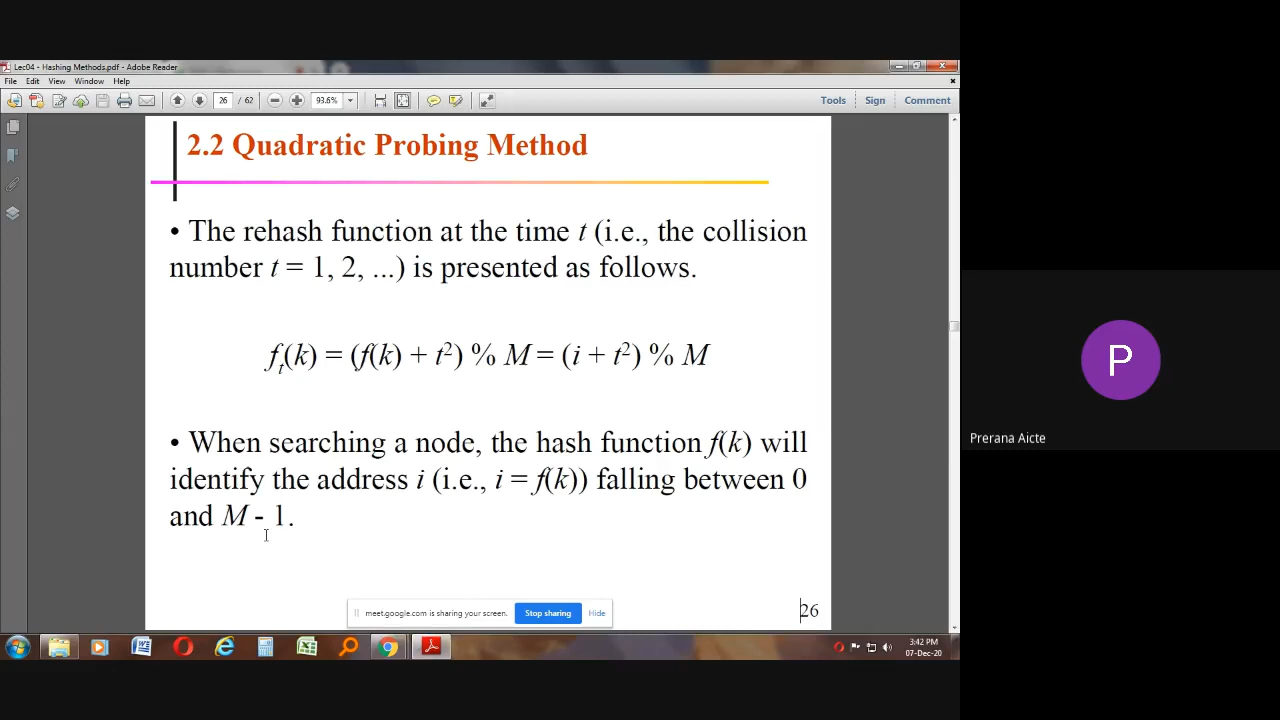 Lec04 - Hashing Methods.pdf - Adobe Reader
File Edit View Window Help
26 / 62 93.6% Tools Sign Comment
2.2 Quadratic Probing Method
• The rehash function at the time t (i.e., the collision
number t = 1, 2, ...) is presented as follows.
fₜ(k) = (f(k) + t²) % M = (i + t²) % M
• When searching a node, the hash function f(k) will
identify the address i (i.e., i = f(k)) falling between 0
and M - 1.
meet.google.com is sharing your screen. Stop sharing Hide
26
3:42 PM
07-Dec-20
P
Prerana Aicte